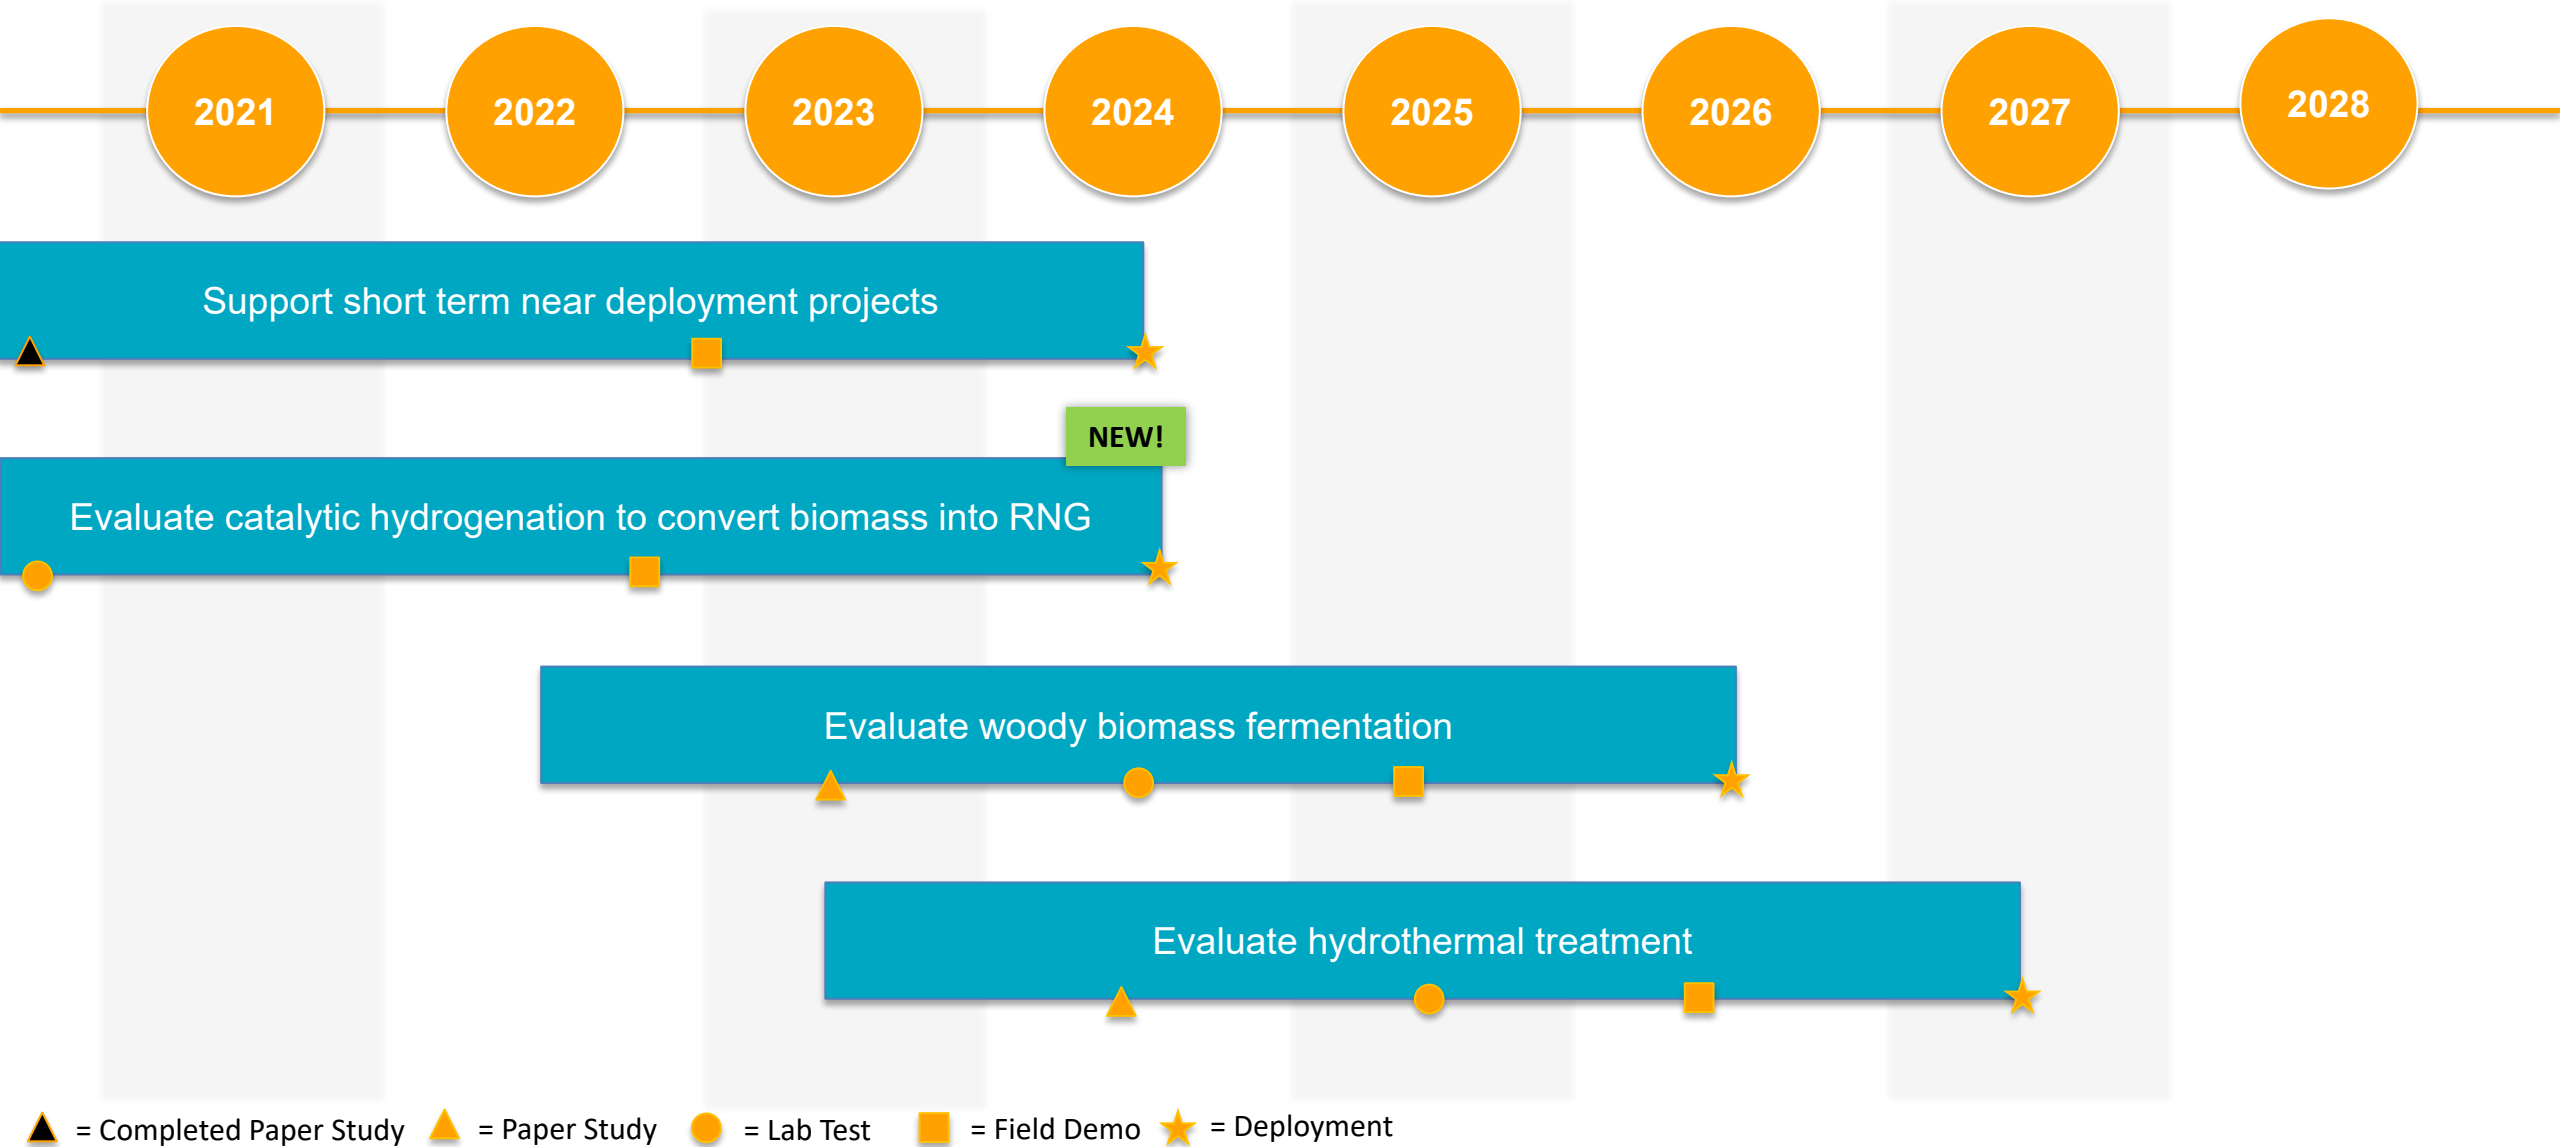 2021
2022
2023
2024
2025
2026
2027
2028
Support short term near deployment projects
NEW!
Evaluate catalytic hydrogenation to convert biomass into RNG
Evaluate woody biomass fermentation
Evaluate hydrothermal treatment
= Completed Paper Study
= Paper Study
= Lab Test
= Field Demo
= Deployment